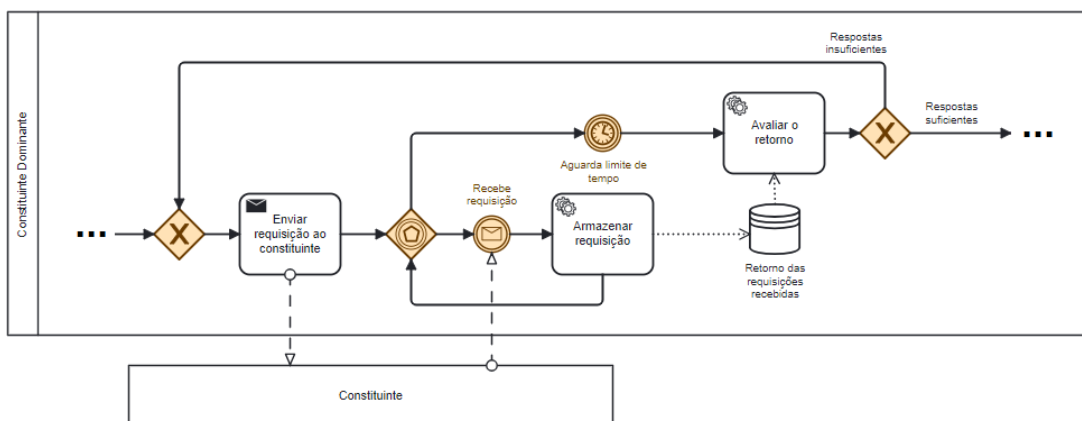 Constituinte Dominante
Respostas
insuficientes
Respostas
suficientes
...
Avaliar o
retorno
Aguarda limite de
tempo
Recebe
requisição
...
Enviar
requisição ao
constituinte
Armazenar
requisição
Retorno das
requisições
recebidas
Constituinte